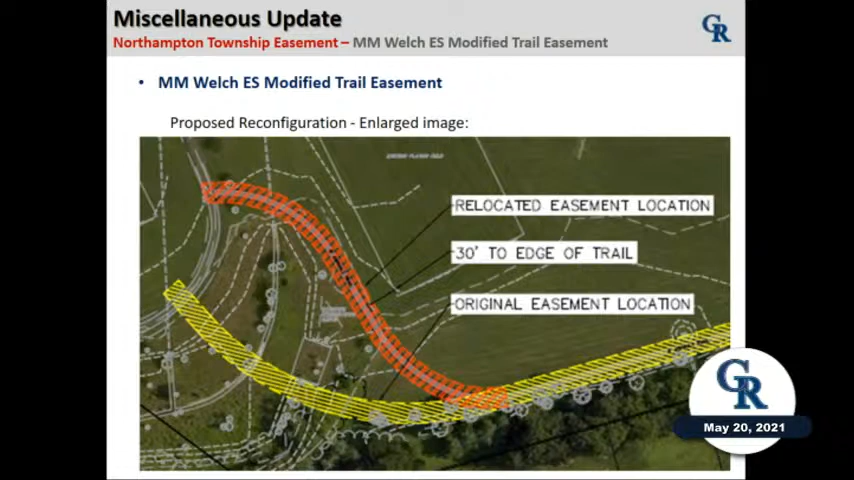 Miscellaneous Update
Northampton Township Easement – MM Welch ES Modified Trail Easement
GR
• MM Welch ES Modified Trail Easement
Proposed Reconfiguration - Enlarged image:
RELOCATED EASEMENT LOCATION
30' TO EDGE OF TRAIL
ORIGINAL EASEMENT LOCATION
GR
May 20, 2021